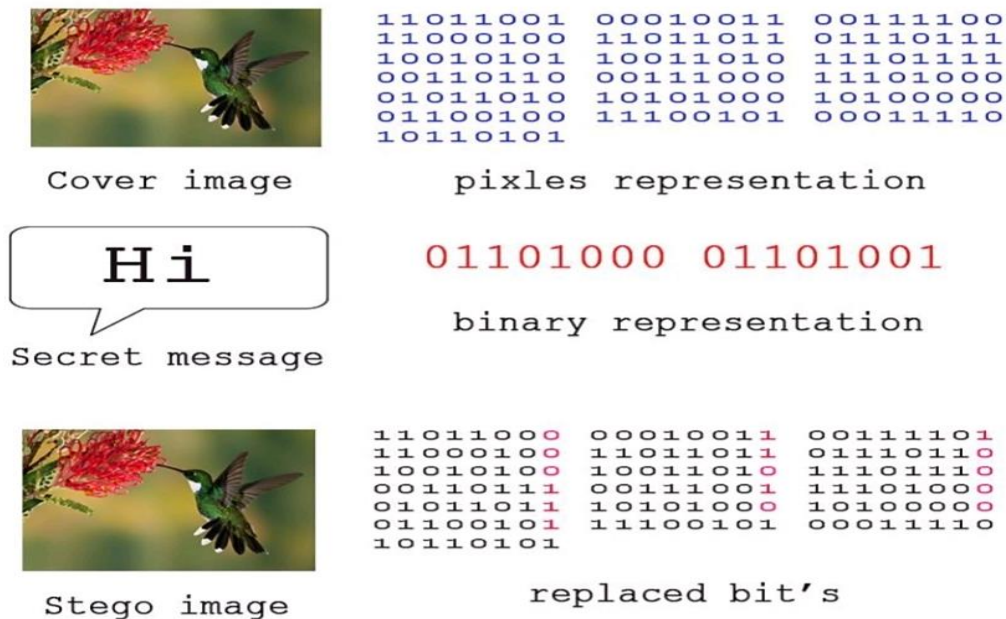 11011001 00010011 00111100
11000100 11011011 01110111
10010101 10011010 11101111
00110110 00111000 11101000
01011010 10101000 10100000
01100100 11100101 00011110
10110101
Cover image
pixles representation
Hi
01101000 01101001
binary representation
Secret message
11011000 00010011 00111101
11000100 11011011 01110110
10010100 10011010 11101110
00110111 00111001 11101000
01011011 10101000 10100000
01100101 11100101 00011110
10110101
Stego image
replaced bit’s